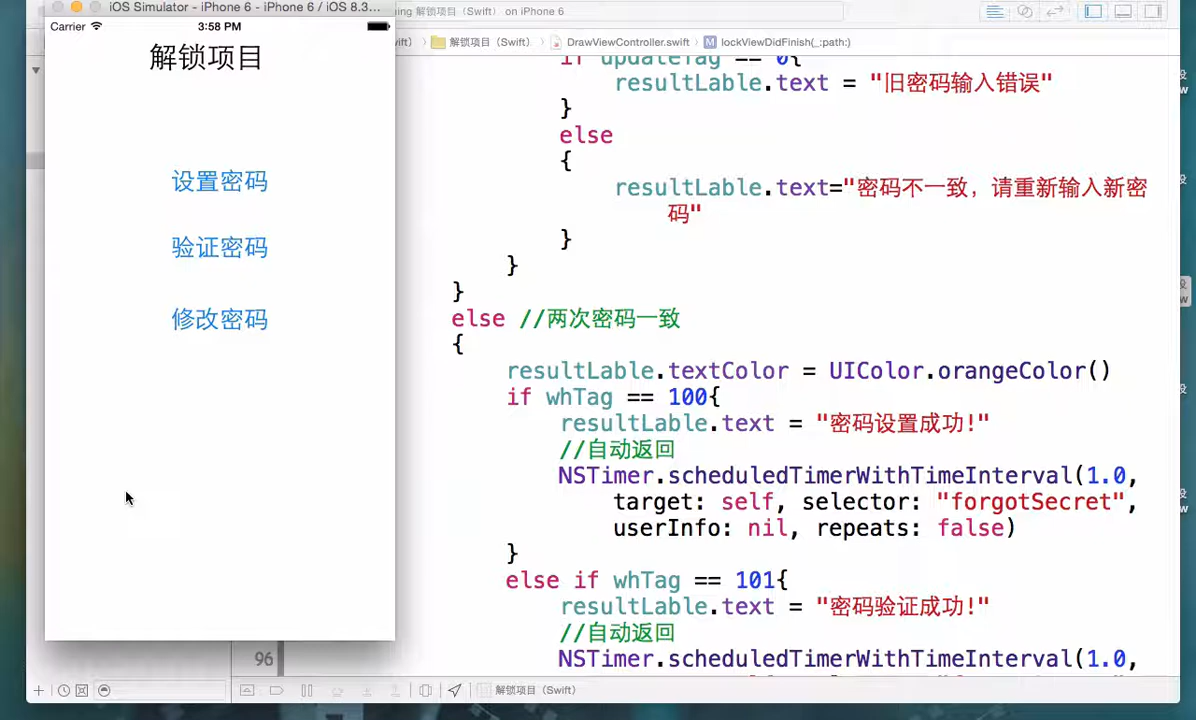 iOS Simulator - iPhone 6 - iPhone 6 / iOS 8.3...
Carrier
3:58 PM
解锁项目
设置密码
验证密码
修改密码
ning 解锁项目（Swift） on iPhone 6
解锁项目（Swift）
DrawViewController.swift
M
lockViewDidFinish(_:path:)
if updateTag == 0{
resultLable.text = "旧密码输入错误"
}
else
{
resultLable.text="密码不一致，请重新输入新密
码"
}
}
}
else //两次密码一致
{
resultLable.textColor = UIColor.orangeColor()
if whTag == 100{
resultLable.text = "密码设置成功!"
//自动返回
NSTimer.scheduledTimerWithTimeInterval(1.0,
target: self, selector: "forgotSecret",
userInfo: nil, repeats: false)
}
else if whTag == 101{
resultLable.text = "密码验证成功!"
//自动返回
96
NSTimer.scheduledTimerWithTimeInterval(1.0,
解锁项目（Swift）